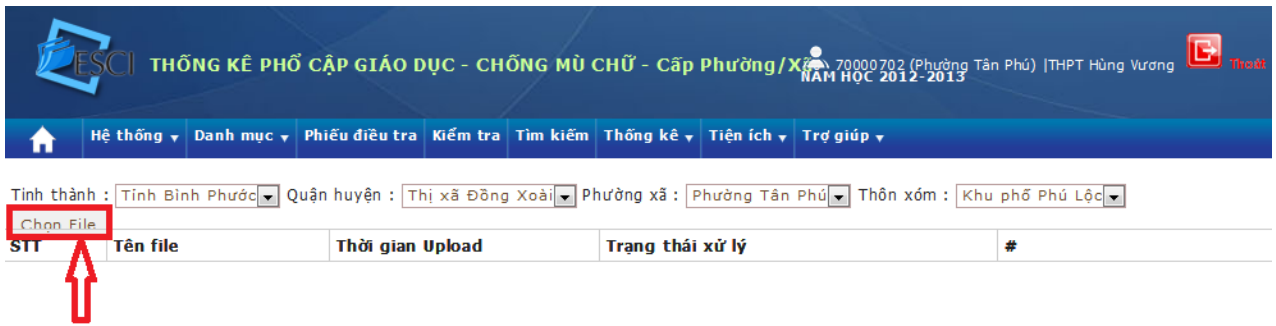 ESCI THỐNG KÊ PHỔ CẬP GIÁO DỤC - CHỐNG MÙ CHỮ - Cấp Phường/Xã 70000702 (Phường Tân Phú) |THPT Hùng Vương Thoát
NĂM HỌC 2012-2013
Hệ thống Danh mục Phiếu điều tra Kiểm tra Tìm kiếm Thống kê Tiện ích Trợ giúp
Tỉnh thành : Tỉnh Bình Phước Quận huyện : Thị xã Đồng Xoài Phường xã : Phường Tân Phú Thôn xóm : Khu phố Phú Lộc
Chọn File
STT Tên file Thời gian Upload Trạng thái xử lý #